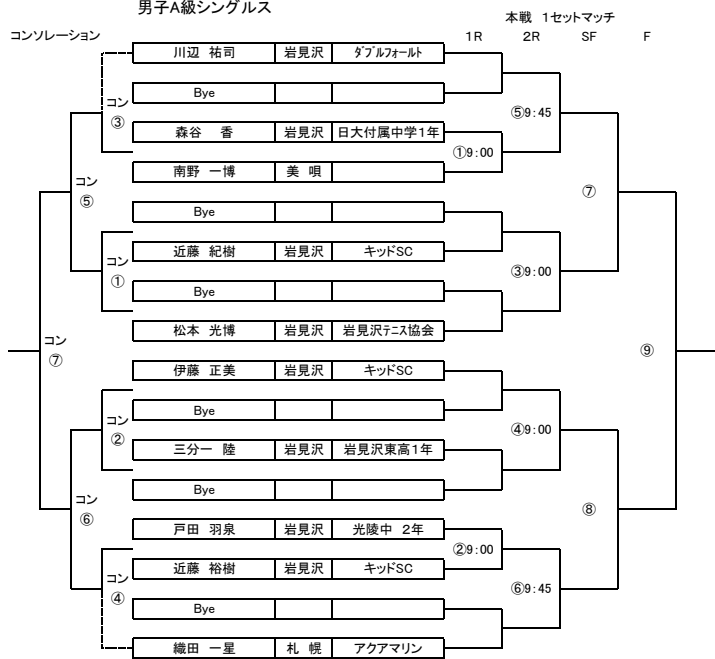 男子A級シングルス
本戦 1セットマッチ
コンソレーション
1R 2R SF F
川辺 祐司 岩見沢 ダブルフォールト
Bye
コン
③
⑤9:45
森谷 香 岩見沢 日大付属中学1年
①9:00
南野 一博 美 唄
コン
⑤
⑦
Bye
近藤 紀樹 岩見沢 キッドSC
コン
①
③9:00
Bye
松本 光博 岩見沢 岩見沢テニス協会
コン
⑦
⑨
伊藤 正美 岩見沢 キッドSC
Bye
コン
②
④9:00
三分一 陸 岩見沢 岩見沢東高1年
Bye
コン
⑥
⑧
戸田 羽泉 岩見沢 光陵中 2年
②9:00
近藤 裕樹 岩見沢 キッドSC
コン
④
⑥9:45
Bye
織田 一星 札 幌 アクアマリン